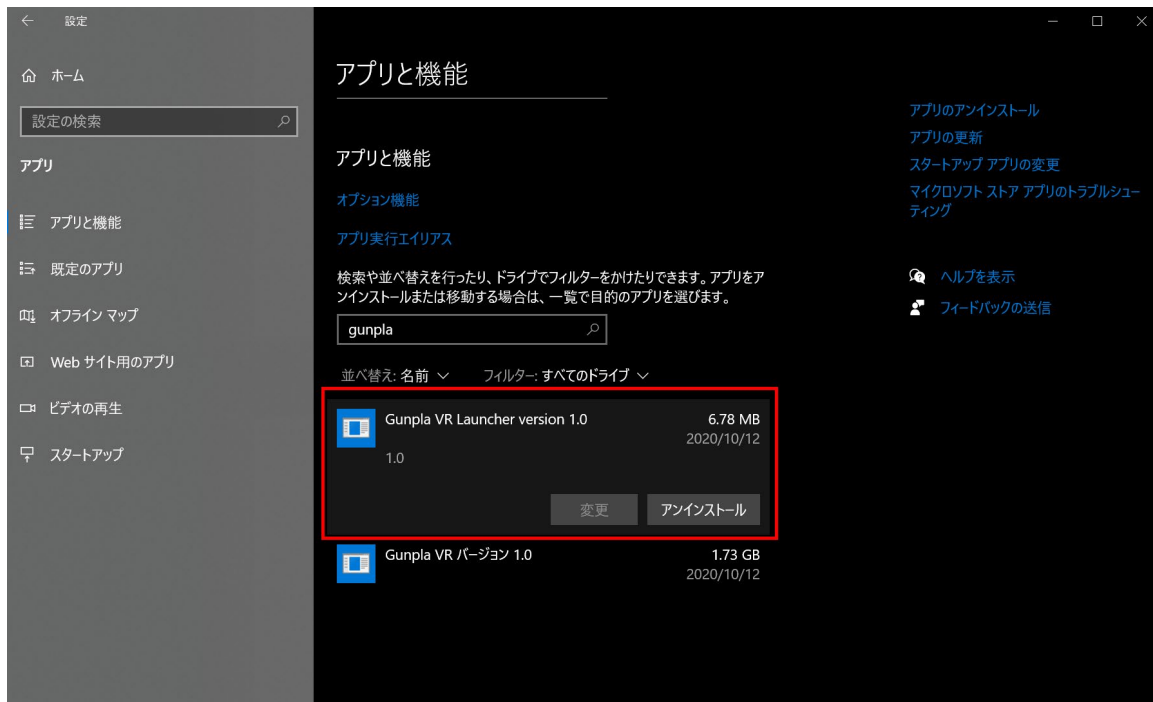 設定
ホーム
設定の検索
アプリ
アプリと機能
既定のアプリ
オフライン マップ
Web サイト用のアプリ
ビデオの再生
スタートアップ
アプリと機能
アプリと機能
オプション機能
アプリ実行エイリアス
検索や並べ替えを行ったり、ドライブでフィルターをかけたりできます。アプリをア
ンインストールまたは移動する場合は、一覧で目的のアプリを選びます。
gunpla
並べ替え: 名前 フィルター: すべてのドライブ
Gunpla VR Launcher version 1.0 6.78 MB
2020/10/12
1.0
変更 アンインストール
Gunpla VR バージョン 1.0 1.73 GB
2020/10/12
アプリのアンインストール
アプリの更新
スタートアップ アプリの変更
マイクロソフト ストア アプリのトラブルシュー
ティング
ヘルプを表示
フィードバックの送信